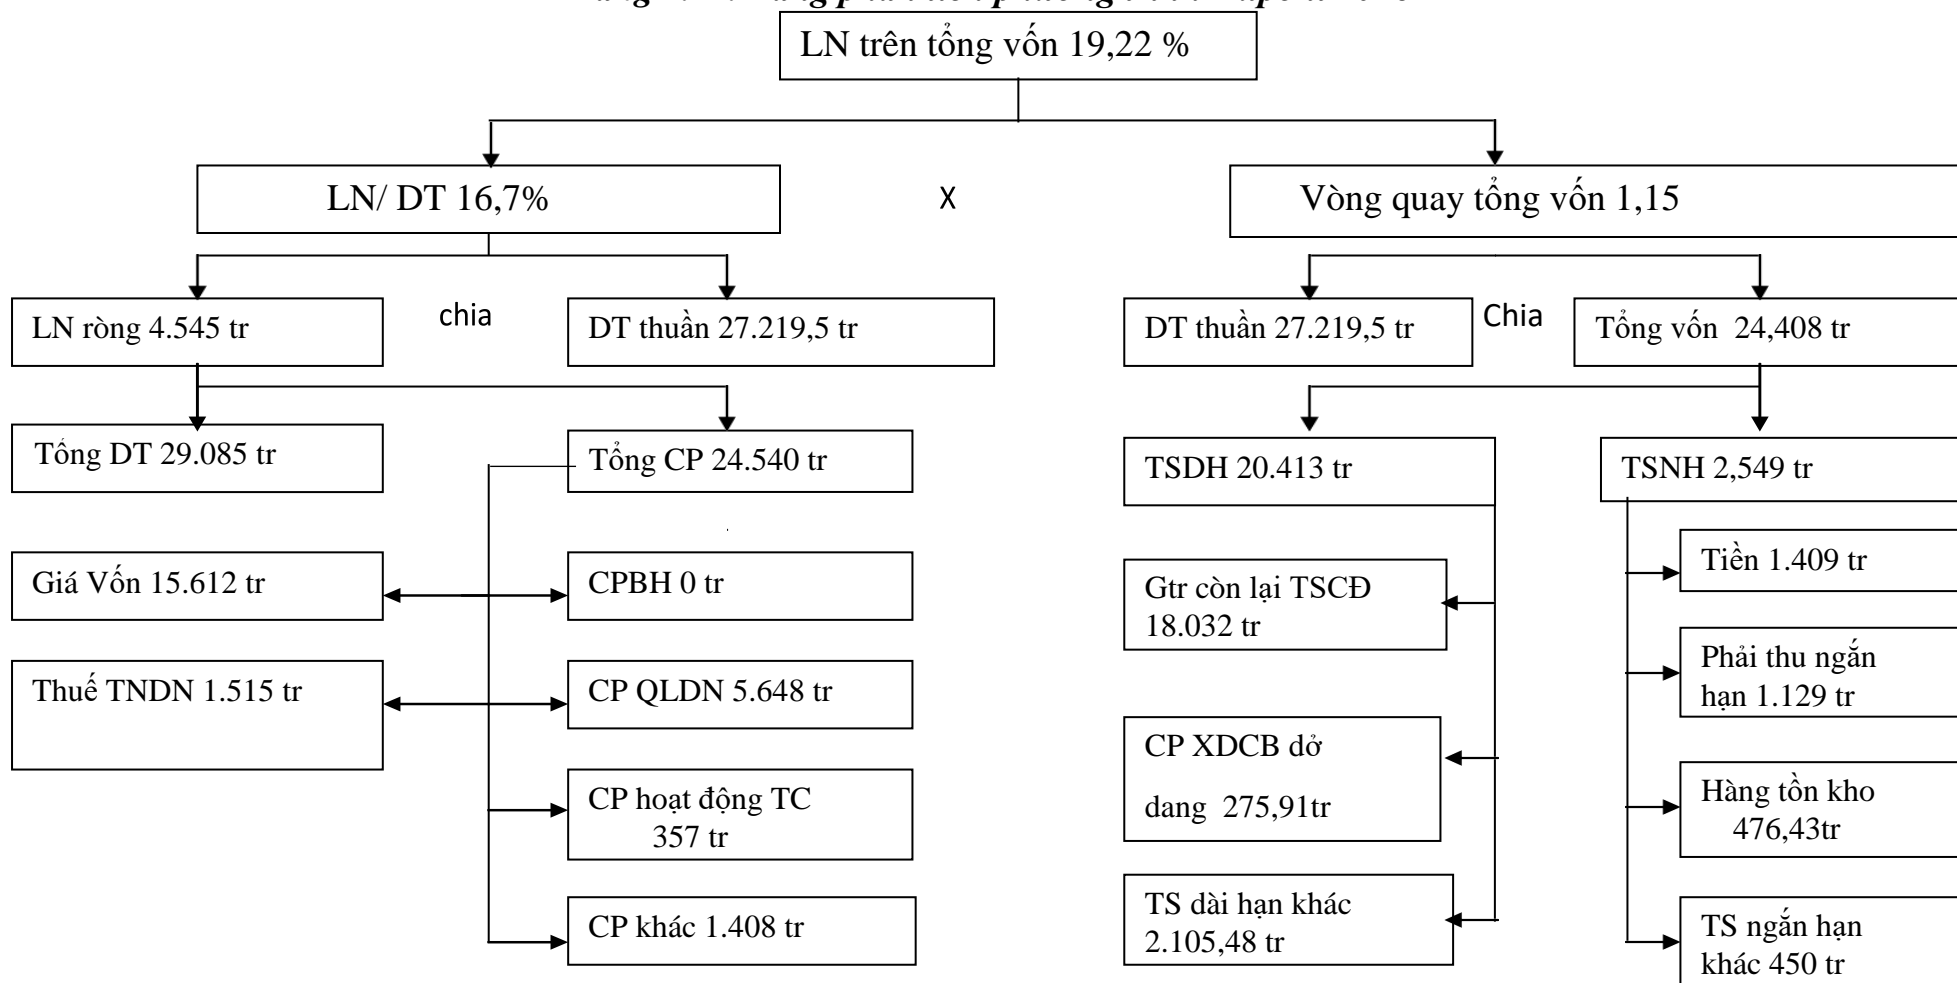 LN trên tổng vốn 19,22 %
LN/ DT 16,7%
X
Vòng quay tổng vốn 1,15
LN ròng 4.545 tr
chia
DT thuần 27.219,5 tr
DT thuần 27.219,5 tr
Chia
Tổng vốn 24,408 tr
Tổng DT 29.085 tr
Tổng CP 24.540 tr
TSDH 20.413 tr
TSNH 2,549 tr
Giá Vốn 15.612 tr
CPBH 0 tr
Gtr còn lại TSCĐ
18.032 tr
Tiền 1.409 tr
Thuế TNDN 1.515 tr
CP QLDN 5.648 tr
Phải thu ngắn
hạn 1.129 tr
CP XDCB dở
dang 275,91tr
CP hoạt động TC
357 tr
Hàng tồn kho
476,43tr
CP khác 1.408 tr
TS dài hạn khác
2.105,48 tr
TS ngắn hạn
khác 450 tr